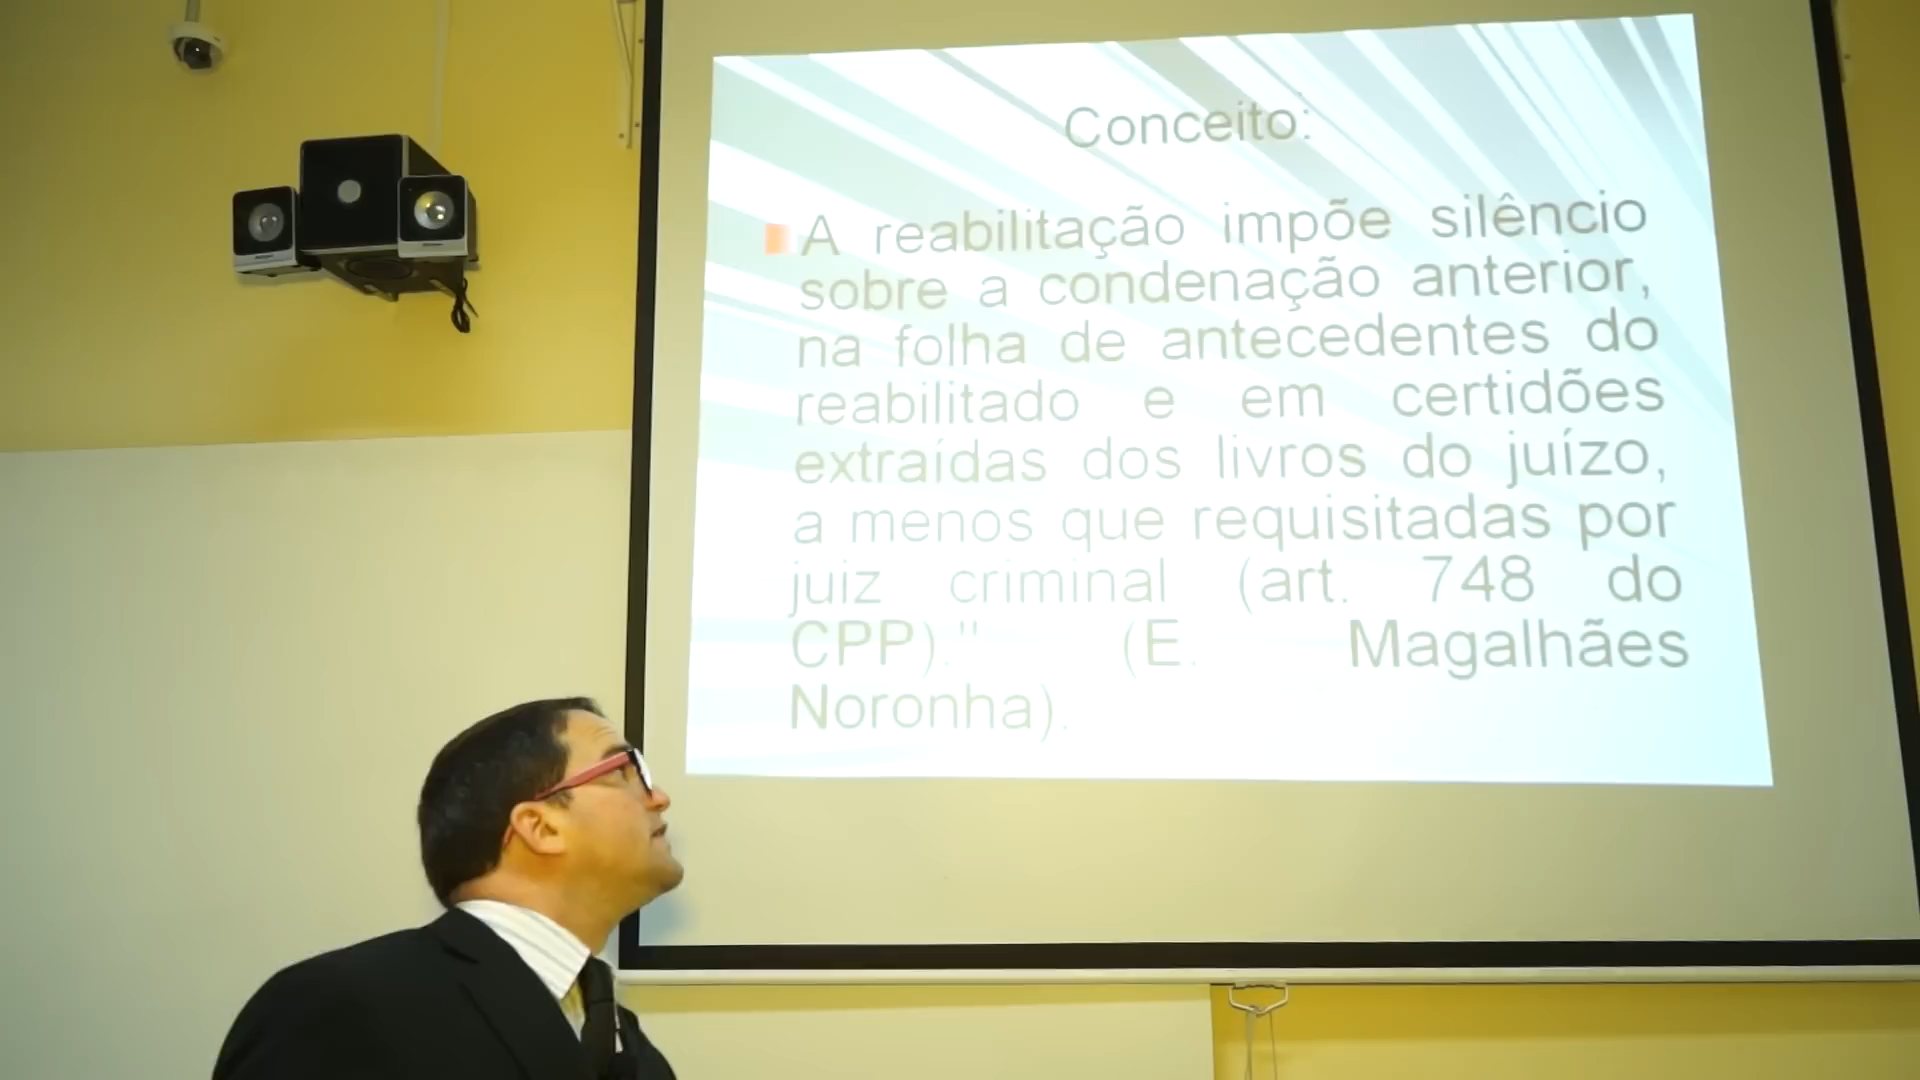 Conceito:
A reabilitação impõe silêncio
sobre a condenação anterior,
na folha de antecedentes do
reabilitado e em certidões
extraídas dos livros do juízo,
a menos que requisitadas por
juiz criminal (art. 748 do
CPP)." (E. Magalhães
Noronha).